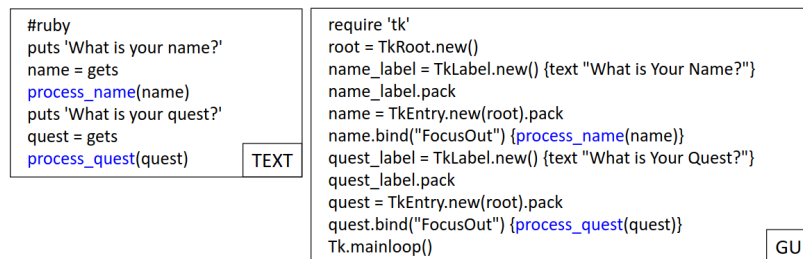 #ruby
puts 'What is your name?'
name = gets
process_name(name)
puts 'What is your quest?'
quest = gets
process_quest(quest)
TEXT
require 'tk'
root = TkRoot.new()
name_label = TkLabel.new() {text "What is Your Name?"}
name_label.pack
name = TkEntry.new(root).pack
name.bind("FocusOut") {process_name(name)}
quest_label = TkLabel.new() {text "What is Your Quest?"}
quest_label.pack
quest = TkEntry.new(root).pack
quest.bind("FocusOut") {process_quest(quest)}
Tk.mainloop()
GU